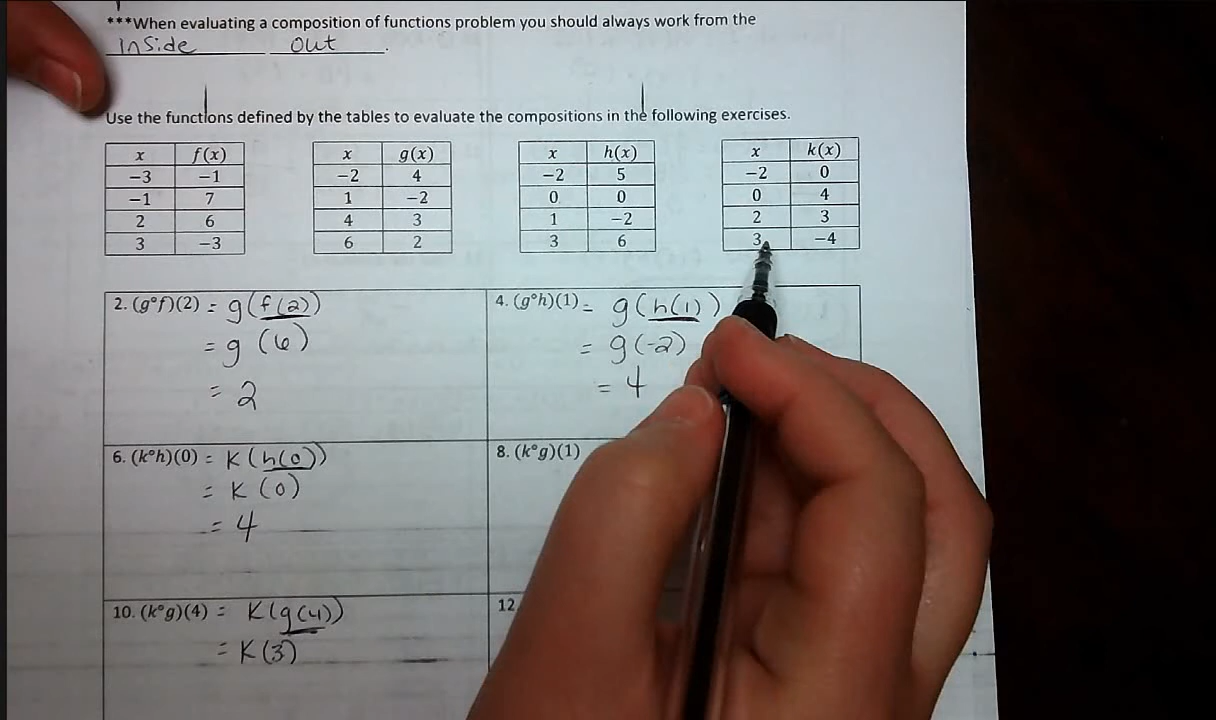 ***When evaluating a composition of functions problem you should always work from the
inside out.
Use the functions defined by the tables to evaluate the compositions in the following exercises.
x f(x) x g(x) x h(x) x k(x)
−3 −1 −2 4 −2 5 −2 0
−1 7 1 −2 0 0 0 4
2 6 4 3 1 −2 2 3
3 −3 6 2 3 6 3 −4
2. (g°f)(2) = g(f(2))
= g (6)
= 2
4. (g°h)(1) = g(h(1))
= g(-2)
= 4
6. (k°h)(0) = K(h(0))
= K(0)
= 4
8. (k°g)(1)
10. (k°g)(4) = K(g(4))
= K(3)
12